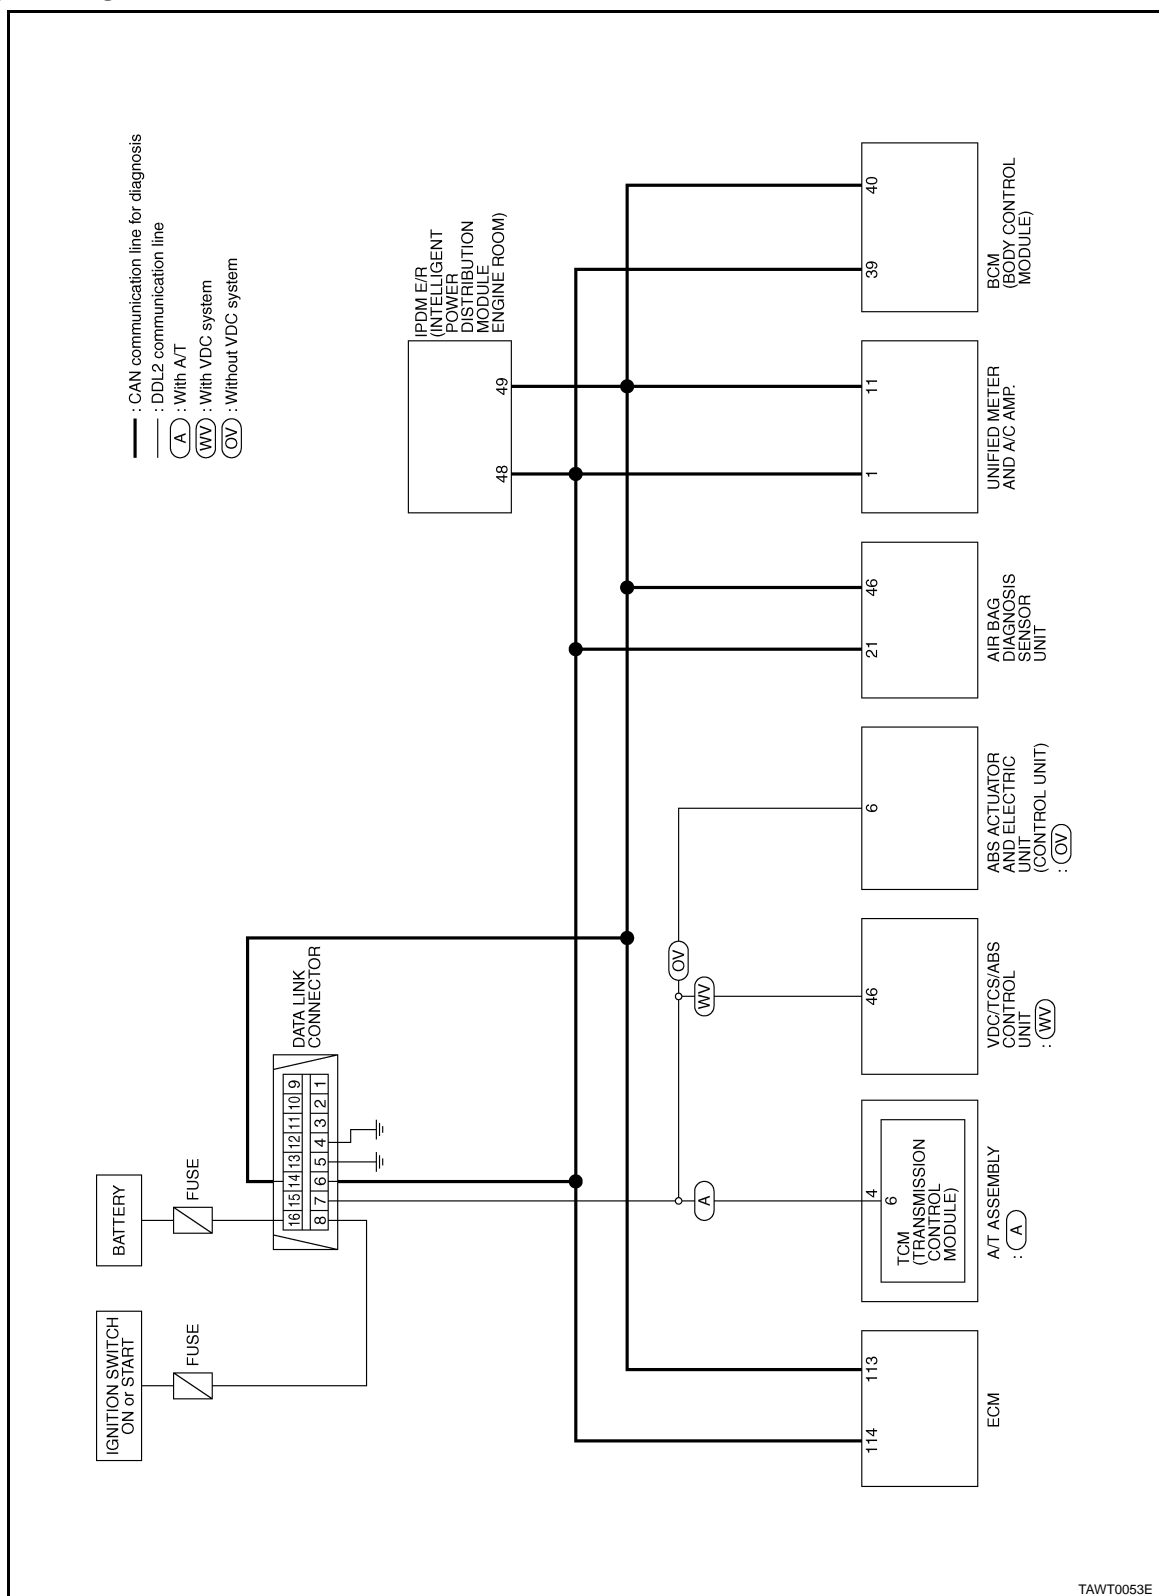 : CAN communication line for diagnosis
: DDL2 communication line
A : With A/T
WV : With VDC system
OV : Without VDC system
IGNITION SWITCH
ON or START
BATTERY
FUSE
FUSE
DATA LINK
CONNECTOR
16 15 14 13 12 11 10 9
8 7 6 5 4 3 2 1
IPDM E/R
(INTELLIGENT
POWER
DISTRIBUTION
MODULE
ENGINE ROOM)
48 49
A
WV
OV
114 113
ECM
4
6
TCM
(TRANSMISSION
CONTROL
MODULE)
A/T ASSEMBLY
: A
46
VDC/TCS/ABS
CONTROL
UNIT
: WV
6
ABS ACTUATOR
AND ELECTRIC
UNIT
(CONTROL UNIT)
: OV
21 46
AIR BAG
DIAGNOSIS
SENSOR
UNIT
1 11
UNIFIED METER
AND A/C AMP.
39 40
BCM
(BODY CONTROL
MODULE)
TAWT0053E